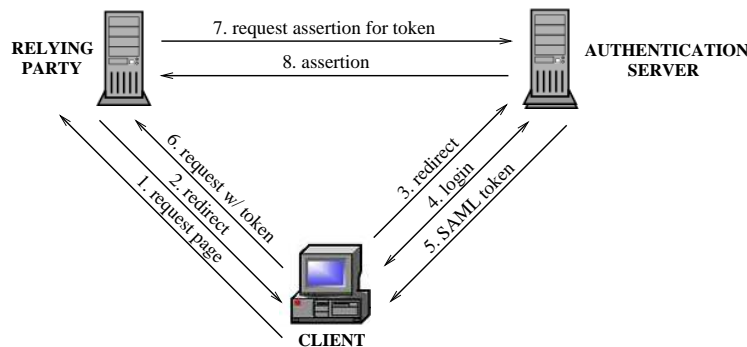 7. request assertion for token
RELYING
PARTY
8. assertion
AUTHENTICATION
SERVER
6. request w/ token
2. redirect
1. request page
3. redirect
4. login
5. SAML token
CLIENT